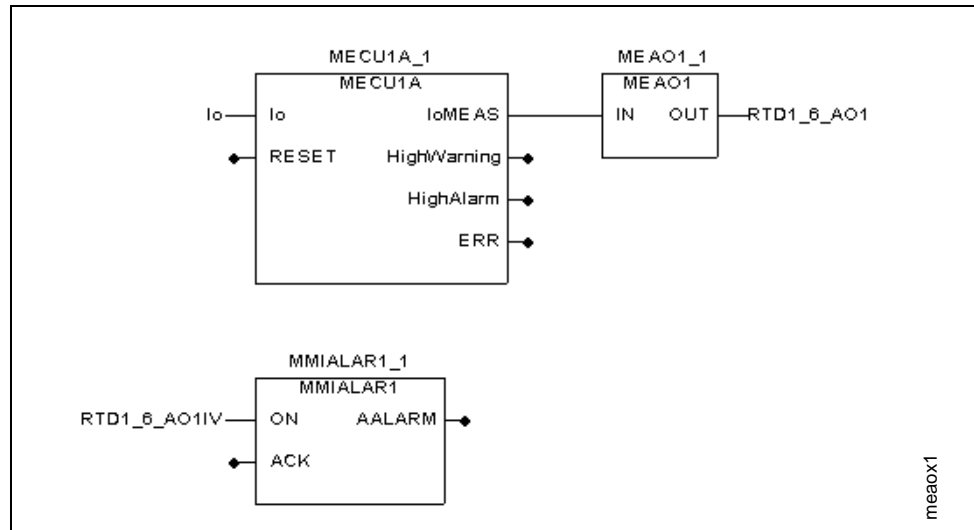 MECU1A_1
MECU1A
Io
Io
IoMEAS
RESET
HighWarning
HighAlarm
ERR
MEAO1_1
MEAO1
IN
OUT
RTD1_6_AO1
MMIALAR1_1
MMIALAR1
RTD1_6_AO1IV
ON
AALARM
ACK
meaox1